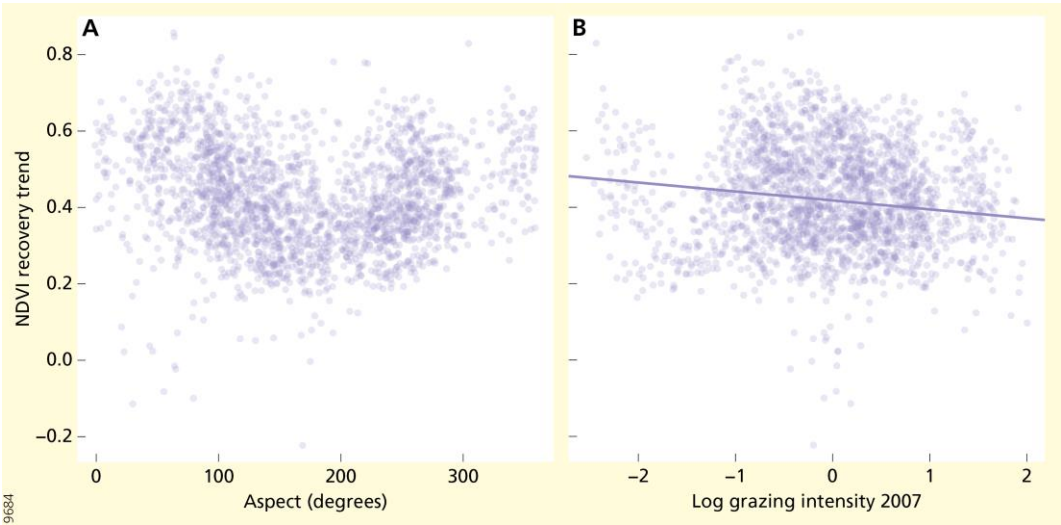 A
B
0.8
0.6
0.4
0.2
0.0
−0.2
NDVI recovery trend
0 100 200 300
−2 −1 0 1 2
Aspect (degrees)
Log grazing intensity 2007
9684